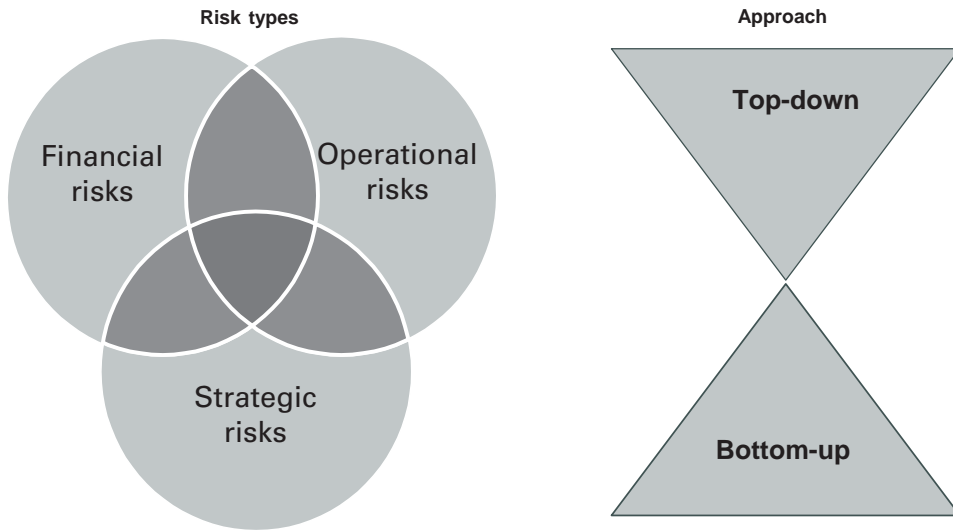 Risk types
Approach
Financial
risks
Operational
risks
Strategic
risks
Top-down
Bottom-up